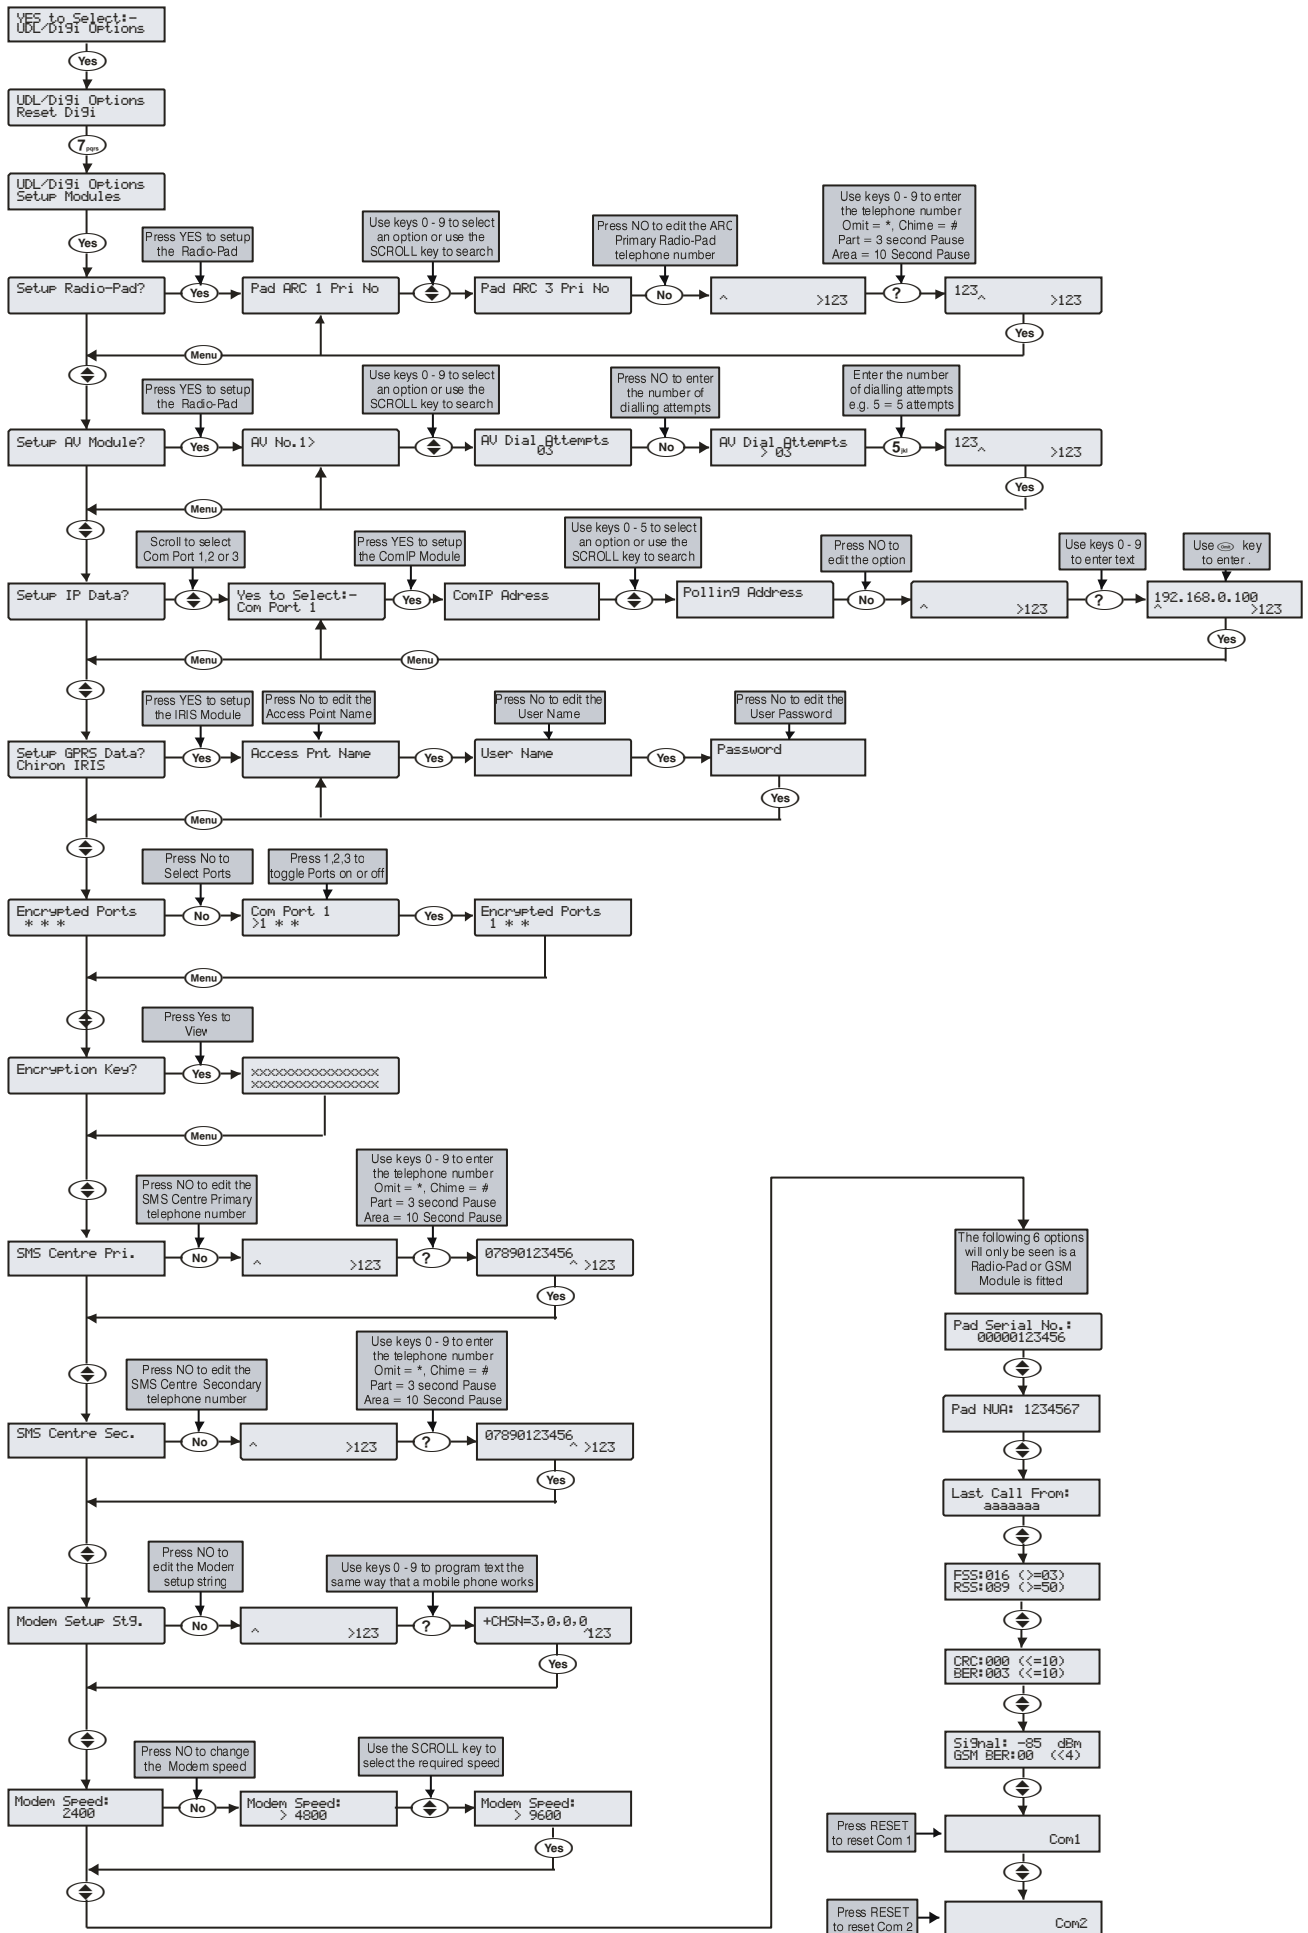 YES to Select:-
UDL/Digi Options
Yes
UDL/Digi Options
Reset Digi
7pqrs
UDL/Digi Options
Setup Modules
Yes
Press YES to setup
the Radio-Pad
Use keys 0 - 9 to select
an option or use the
SCROLL key to search
Press NO to edit the ARC
Primary Radio-Pad
telephone number
Use keys 0 - 9 to enter
the telephone number
Omit = *, Chime = #
Part = 3 second Pause
Area = 10 Second Pause
Setup Radio-Pad?
Yes
Pad ARC 1 Pri No
Pad ARC 3 Pri No
No
^ >123
?
123^ >123
Yes
Menu
Press YES to setup
the Radio-Pad
Use keys 0 - 9 to select
an option or use the
SCROLL key to search
Press NO to enter
the number of
dialling attempts
Enter the number
of dialling attempts
e.g. 5 = 5 attempts
Setup AV Module?
Yes
AV No.1>
AV Dial Attempts
03
No
AV Dial Attempts
> 03
5jkl
123^ >123
Yes
Menu
Scroll to select
Com Port 1,2 or 3
Press YES to setup
the ComIP Module
Use keys 0 - 5 to select
an option or use the
SCROLL key to search
Press NO to
edit the option
Use keys 0 - 9
to enter text
Use Omit key
to enter .
Setup IP Data?
Yes to Select:-
Com Port 1
Yes
ComIP Adress
Polling Address
No
^ >123
?
192.168.0.100
^ >123
Yes
Menu
Menu
Press YES to setup
the IRIS Module
Press No to edit the
Access Point Name
Press No to edit the
User Name
Press No to edit the
User Password
Setup GPRS Data?
Chiron IRIS
Yes
Access Pnt Name
Yes
User Name
Yes
Password
Yes
Menu
Press No to
Select Ports
Press 1,2,3 to
toggle Ports on or off
Encrypted Ports
* * *
No
Com Port 1
>1 * *
Yes
Encrypted Ports
1 * *
Menu
Press Yes to
View
Encryption Key?
Yes
XXXXXXXXXXXXXXXXX
XXXXXXXXXXXXXXXXX
Menu
Press NO to edit the
SMS Centre Primary
telephone number
Use keys 0 - 9 to enter
the telephone number
Omit = *, Chime = #
Part = 3 second Pause
Area = 10 Second Pause
SMS Centre Pri.
No
^ >123
?
07890123456
^ >123
Yes
Press NO to edit the
SMS Centre Secondary
telephone number
Use keys 0 - 9 to enter
the telephone number
Omit = *, Chime = #
Part = 3 second Pause
Area = 10 Second Pause
SMS Centre Sec.
No
^ >123
?
07890123456
^ >123
Yes
Press NO to
edit the Modem
setup string
Use keys 0 - 9 to program text the
same way that a mobile phone works
Modem Setup Stg.
No
^ >123
?
+CHSN=3,0,0,0
^123
Yes
Press NO to change
the Modem speed
Use the SCROLL key to
select the required speed
Modem Speed:
2400
No
Modem Speed:
> 4800
Modem Speed:
> 9600
Yes
The following 6 options
will only be seen is a
Radio-Pad or GSM
Module is fitted
Pad Serial No.:
00000123456
Pad NUA: 1234567
Last Call From:
aaaaaaa
FSS:016 (>=03)
RSS:089 (>=50)
CRC:000 (<=10)
BER:003 (<=10)
Signal: -85 dBm
GSM BER:00 (<4)
Press RESET
to reset Com 1
Com1
Press RESET
to reset Com 2
Com2